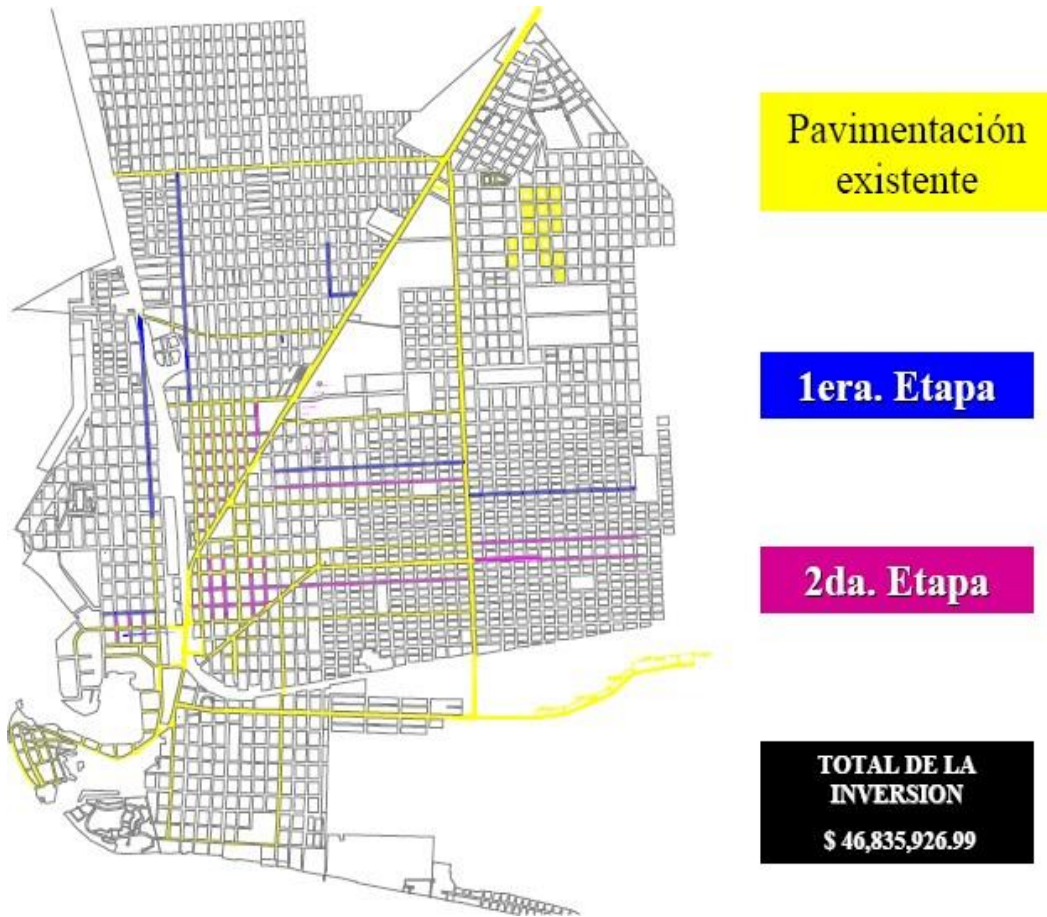 Pavimentación
existente
1era. Etapa
2da. Etapa
TOTAL DE LA
INVERSION
$ 46,835,926.99